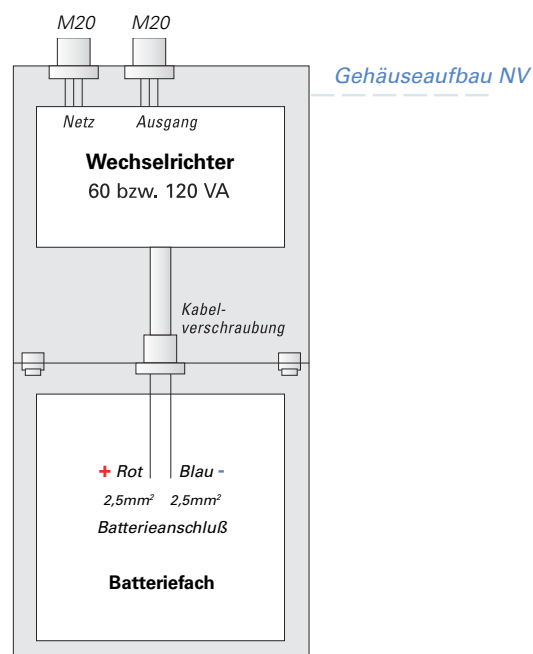 M20 M20
Gehäuseaufbau NV
Netz Ausgang
Wechselrichter
60 bzw. 120 VA
Kabel-
verschraubung
+ Rot Blau -
2,5mm² 2,5mm²
Batterieanschluß
Batteriefach